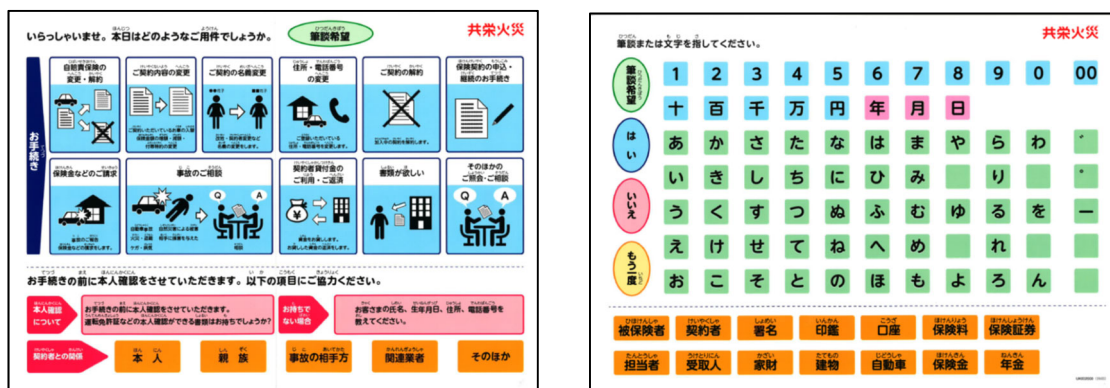 いらっしゃいませ。本日はどのようなご用件でしょうか。
筆談希望
共栄火災
お手続き
自賠責保険の
変更・解約
ご契約内容の変更
ご契約の名義変更
住所・電話番号
の変更
ご契約の解約
保険契約の申込・
継続のお手続き
保険金などのご請求
事故のご相談
契約者貸付金の
ご利用・ご返済
書類が欲しい
そのほかの
ご照会・ご相談
Q A
Q A
相談
お手続きの前に本人確認をさせていただきます。以下の項目にご協力ください。
本人確認
について
お手続きの前に本人確認をさせていただきます。
運転免許証などの本人確認ができる書類はお持ちでしょうか?
お持ちで
ない場合
お客さまの氏名、生年月日、住所、電話番号を
教えてください。
契約者との関係
本人
親族
事故の相手方
関連業者
そのほか
共栄火災
筆談または文字を指してください。
筆談希望
はい
いいえ
もう一度
1 2 3 4 5 6 7 8 9 0 00
十 百 千 万 円 年 月 日
あ か さ た な は ま や ら わ ゛
い き し ち に ひ み り ゜
う く す つ ぬ ふ む ゆ る を ー
え け せ て ね へ め れ
お こ そ と の ほ も よ ろ ん
被保険者 契約者 署名 印鑑 口座 保険料 保険証券
担当者 受取人 家財 建物 自動車 保険金 年金